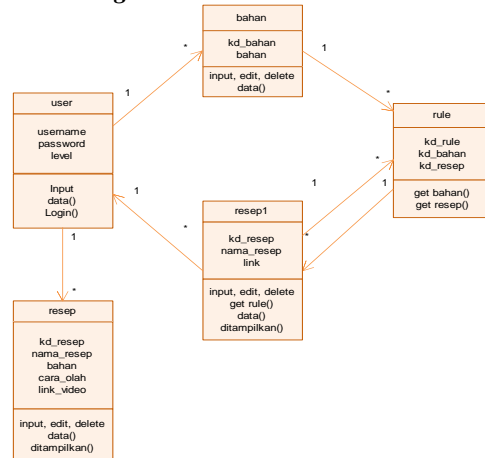 bahan
kd_bahan
bahan
input, edit, delete
data()
*
1
1
*
user
username
password
level
Input
data()
Login()
rule
kd_rule
kd_bahan
kd_resep
get bahan()
get resep()
*
1
1
1
*
*
resep1
kd_resep
nama_resep
link
input, edit, delete
get rule()
data()
ditampilkan()
1
*
resep
kd_resep
nama_resep
bahan
cara_olah
link_video
input, edit, delete
data()
ditampilkan()